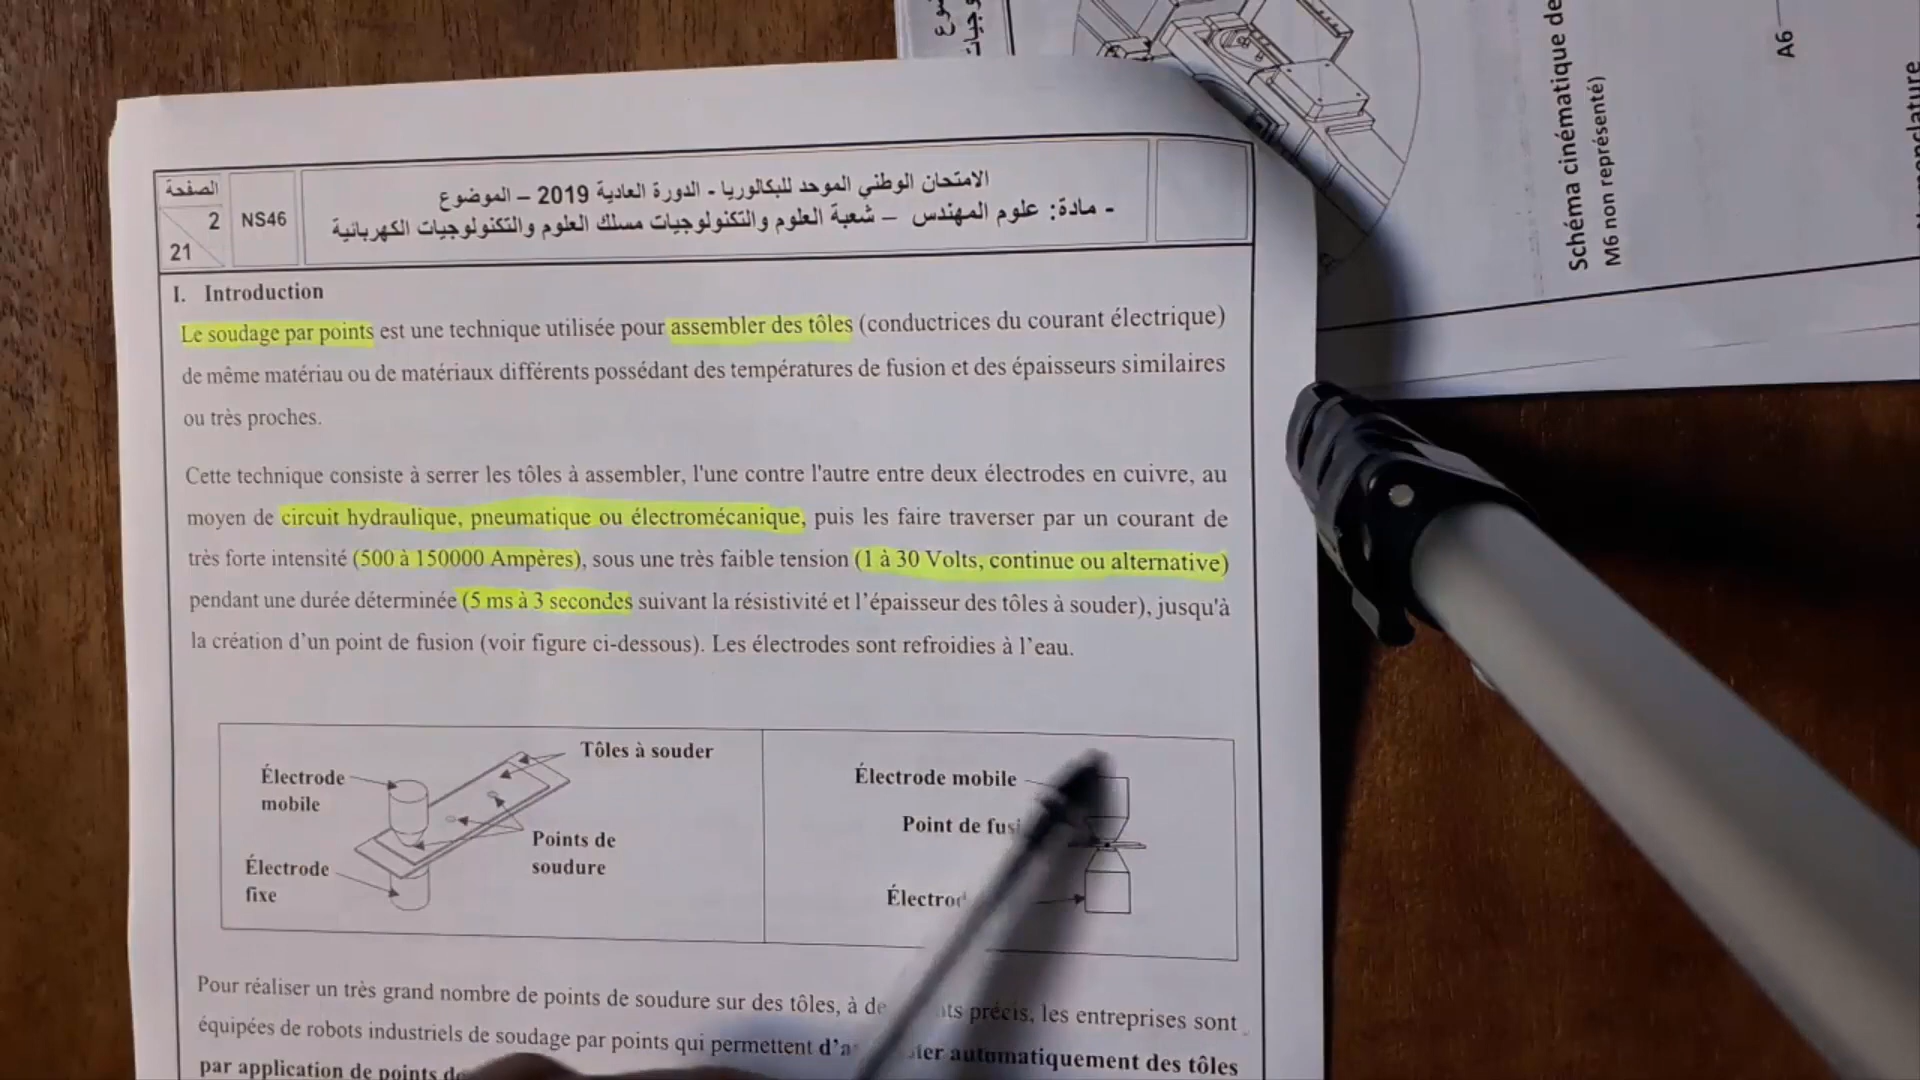 الصفحة
2
21
NS46
الامتحان الوطني الموحد للبكالوريا - الدورة العادية 2019 – الموضوع
- مادة: علوم المهندس – شعبة العلوم والتكنولوجيات مسلك العلوم والتكنولوجيات الكهربائية
I. Introduction
Le soudage par points est une technique utilisée pour assembler des tôles (conductrices du courant électrique)
de même matériau ou de matériaux différents possédant des températures de fusion et des épaisseurs similaires
ou très proches.
Cette technique consiste à serrer les tôles à assembler, l'une contre l'autre entre deux électrodes en cuivre, au
moyen de circuit hydraulique, pneumatique ou électromécanique, puis les faire traverser par un courant de
très forte intensité (500 à 150000 Ampères), sous une très faible tension (1 à 30 Volts, continue ou alternative)
pendant une durée déterminée (5 ms à 3 secondes suivant la résistivité et l'épaisseur des tôles à souder), jusqu'à
la création d'un point de fusion (voir figure ci-dessous). Les électrodes sont refroidies à l'eau.
Tôles à souder
Électrode
mobile
Points de
soudure
Électrode
fixe
Électrode mobile
Point de
Pour réaliser un très grand nombre de points de soudure sur des tôles, à précis, les entreprises sont
équipées de robots industriels de soudage par points qui permettent automatiquement des tôles
par application de points
Schéma cinématique de
M6 non représenté)
A6